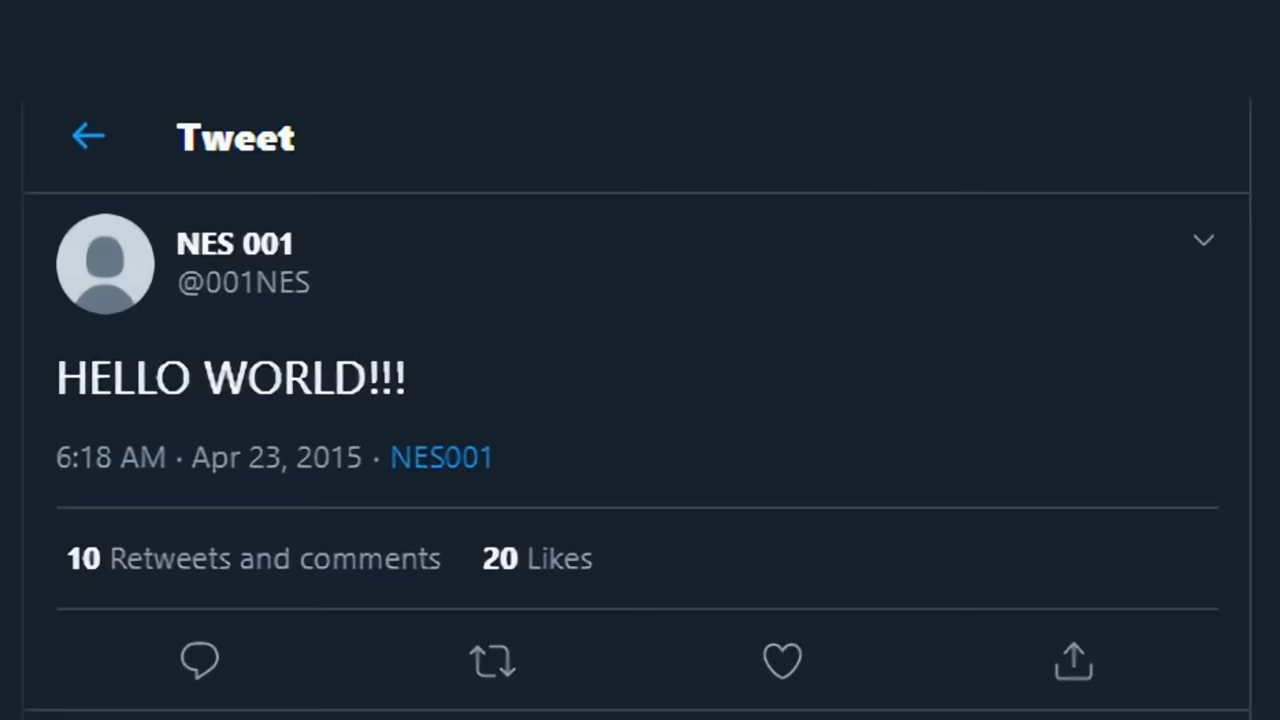 Tweet
NES 001
@001NES
HELLO WORLD!!!
6:18 AM · Apr 23, 2015 · NES001
10 Retweets and comments 20 Likes